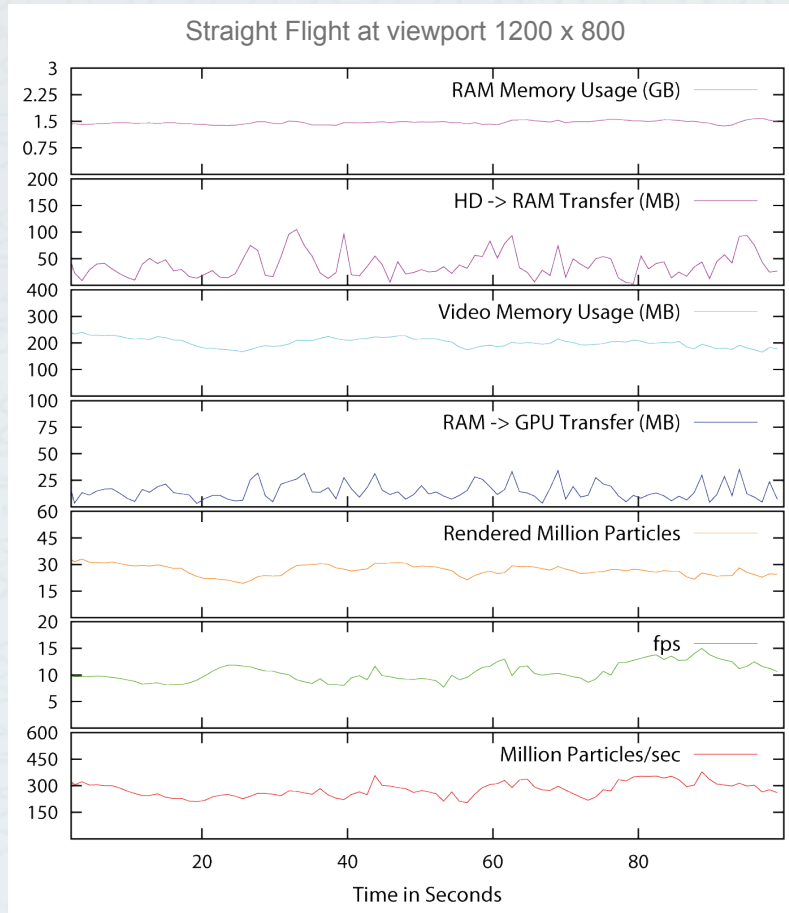 Straight Flight at viewport 1200 x 800
3
RAM Memory Usage (GB)
2.25
1.5
0.75
200
HD -> RAM Transfer (MB)
150
100
50
400
Video Memory Usage (MB)
300
200
100
100
RAM -> GPU Transfer (MB)
75
50
25
60
Rendered Million Particles
45
30
15
20
fps
15
10
5
600
Million Particles/sec
450
300
150
20 40 60 80
Time in Seconds